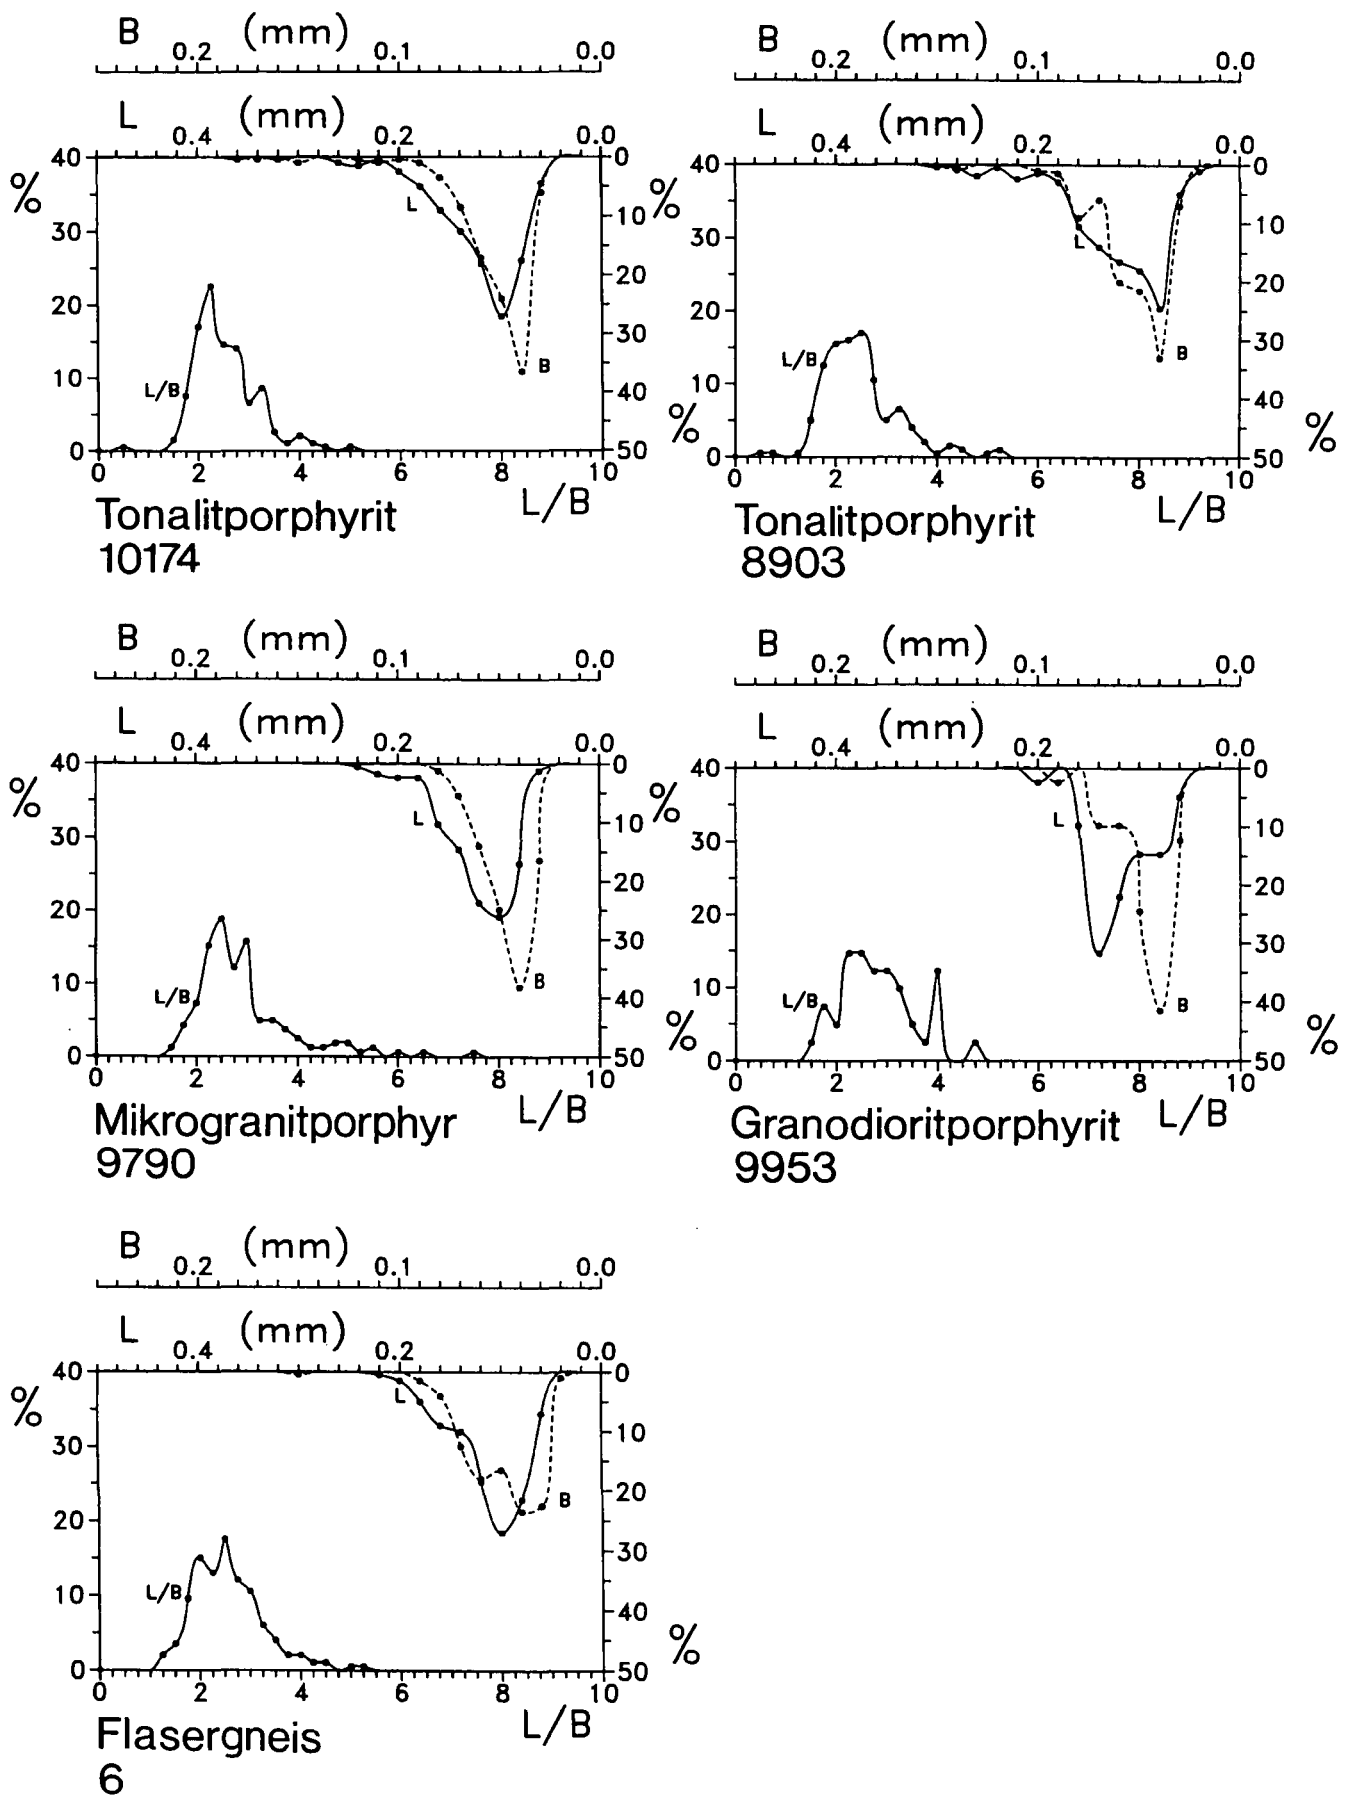 B (mm)
0.2 0.1 0.0
L (mm)
0.4 0.2 0.0
40 0
% %
L
10
30
20
20
30
B
L/B
10 40
%
0 50
0 2 4 6 8 10
L/B
Tonalitporphyrit
10174
B (mm)
0.2 0.1 0.0
L (mm)
0.4 0.2 0.0
40 0
10
L
30
20
20
30
B
L/B
10 40
%
0 50
0 2 4 6 8 10
L/B
Tonalitporphyrit
8903
B (mm)
0.2 0.1 0.0
L (mm)
0.4 0.2 0.0
40 0
% %
L 10
30
20
20
30
B
10 40
L/B
%
0 50
0 2 4 6 8 10
L/B
Mikrogranitporphyr
9790
B (mm)
0.2 0.1 0.0
L (mm)
0.4 0.2 0.0
40 0
L 10
30
20
20
30
10 40
L/B B
%
0 50
0 2 4 6 8 10
L/B
Granodioritporphyrit
9953
B (mm)
0.2 0.1 0.0
L (mm)
0.4 0.2 0.0
40 0
L
%
10
30
20
B
20
30
L/B
10 40
%
0 50
0 2 4 6 8 10
L/B
Flasergneis
6